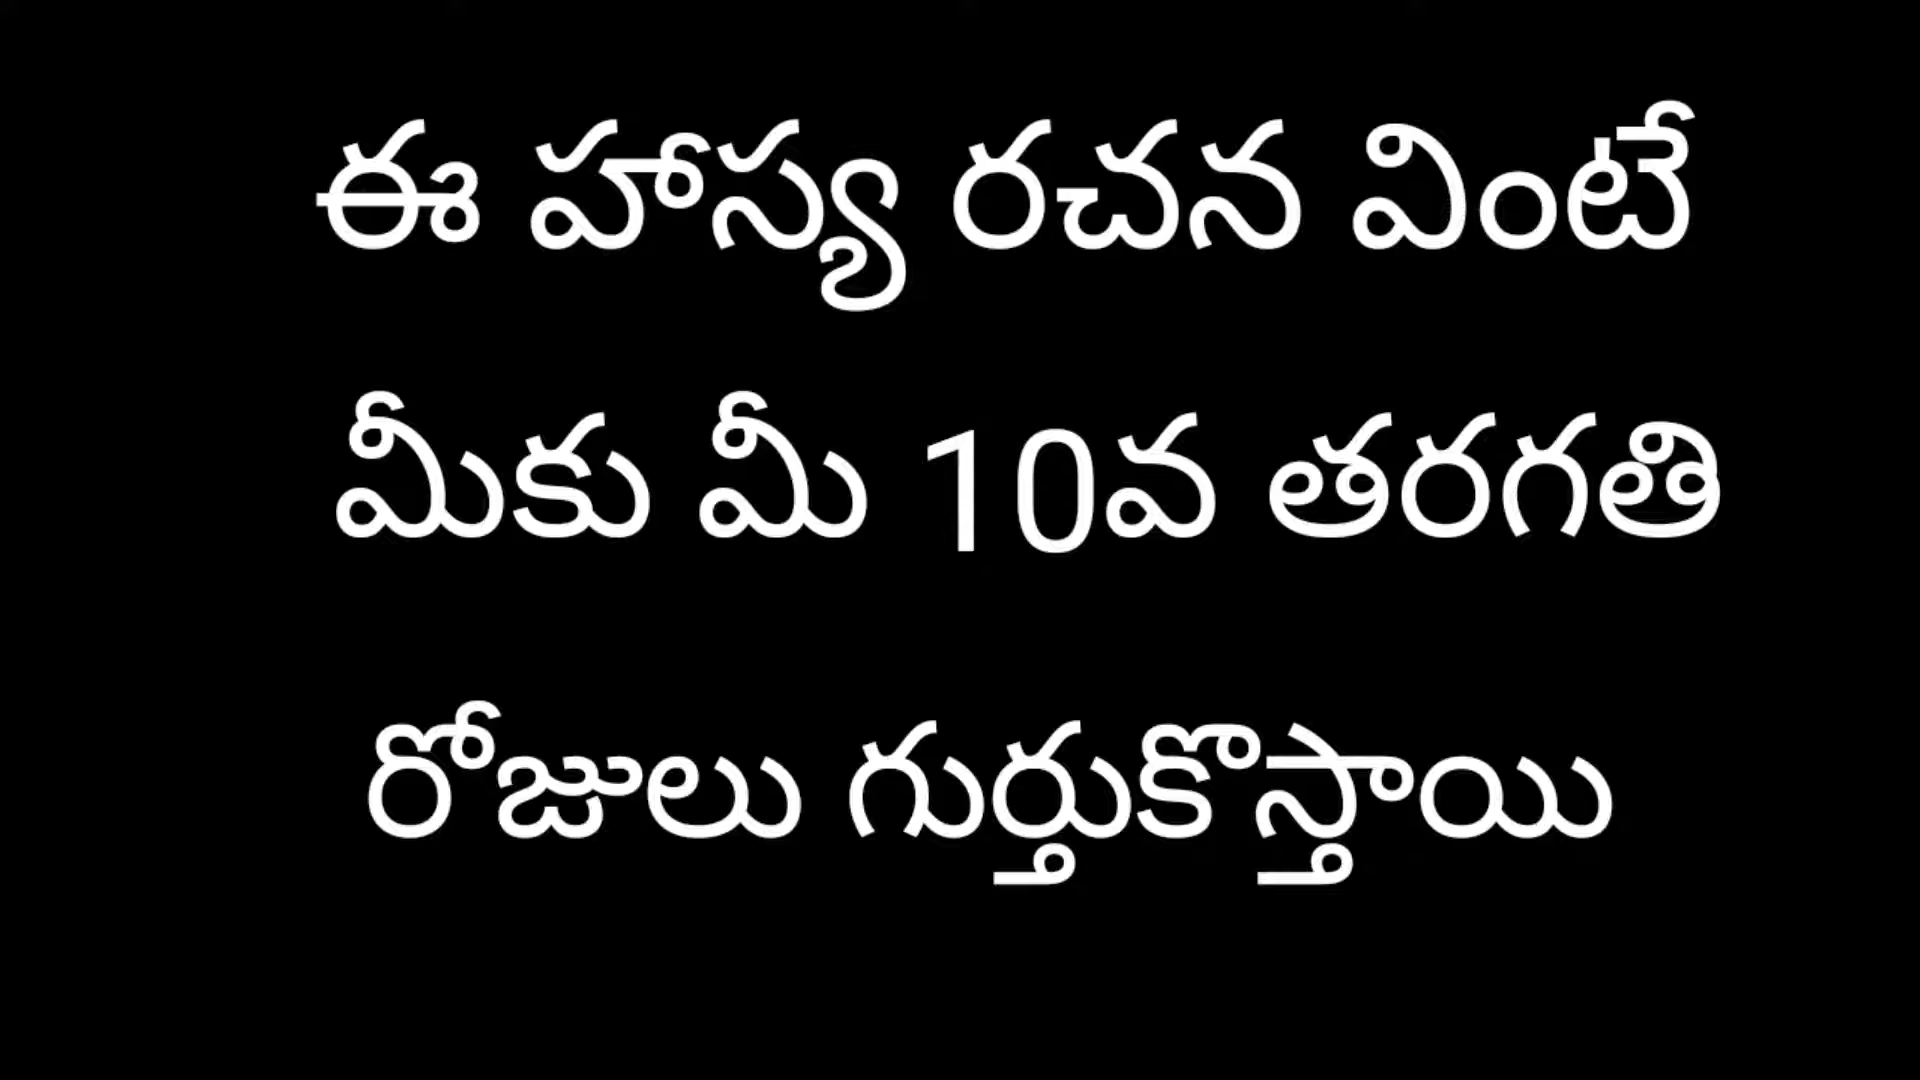 ఈ హాస్య రచన వింటే
మీకు మీ 10వ తరగతి
రోజులు గుర్తుకొస్తాయి